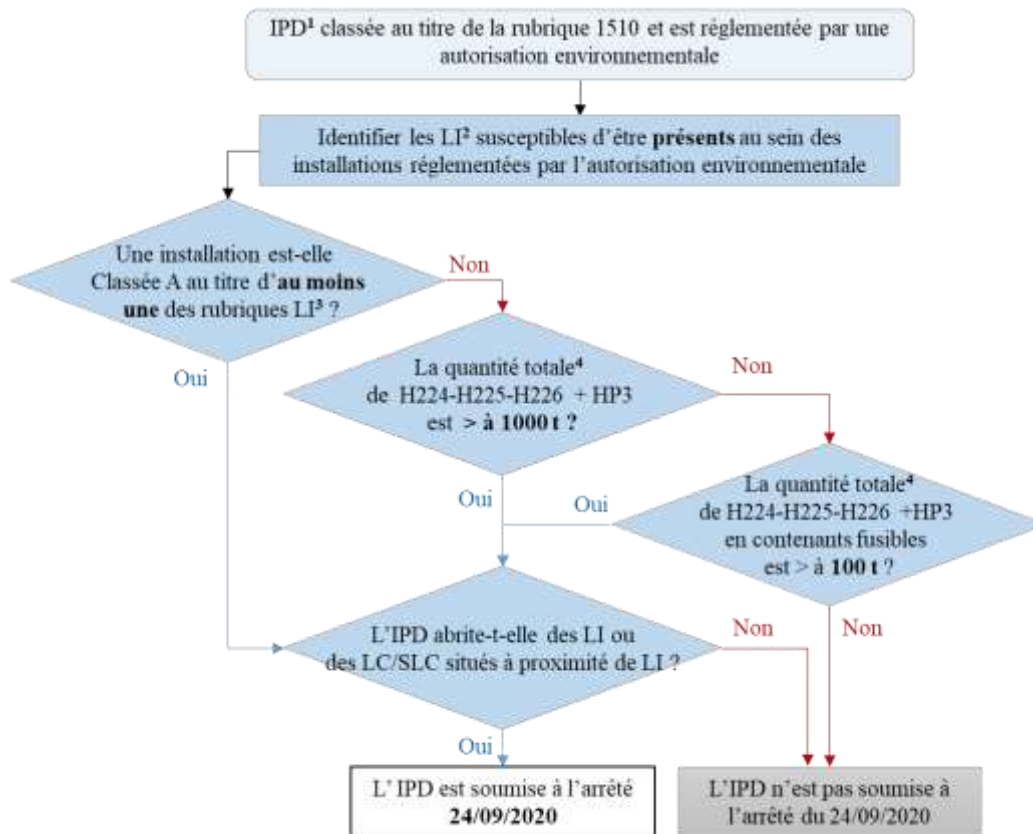 IPD¹ classée au titre de la rubrique 1510 et est réglementée par une
autorisation environnementale
Identifier les LI² susceptibles d'être présents au sein des
installations réglementées par l'autorisation environnementale
Une installation est-elle
Classée A au titre d'au moins
une des rubriques LI³ ?
Non
Oui
La quantité totale⁴
de H224-H225-H226 + HP3
est > à 1000 t ?
Non
Oui
Oui
La quantité totale⁴
de H224-H225-H226 +HP3
en contenants fusibles
est > à 100 t ?
L'IPD abrite-t-elle des LI ou
des LC/SLC situés à proximité de LI ?
Non
Non
Oui
L' IPD est soumise à l'arrêté
24/09/2020
L'IPD n'est pas soumise à
l'arrêté du 24/09/2020